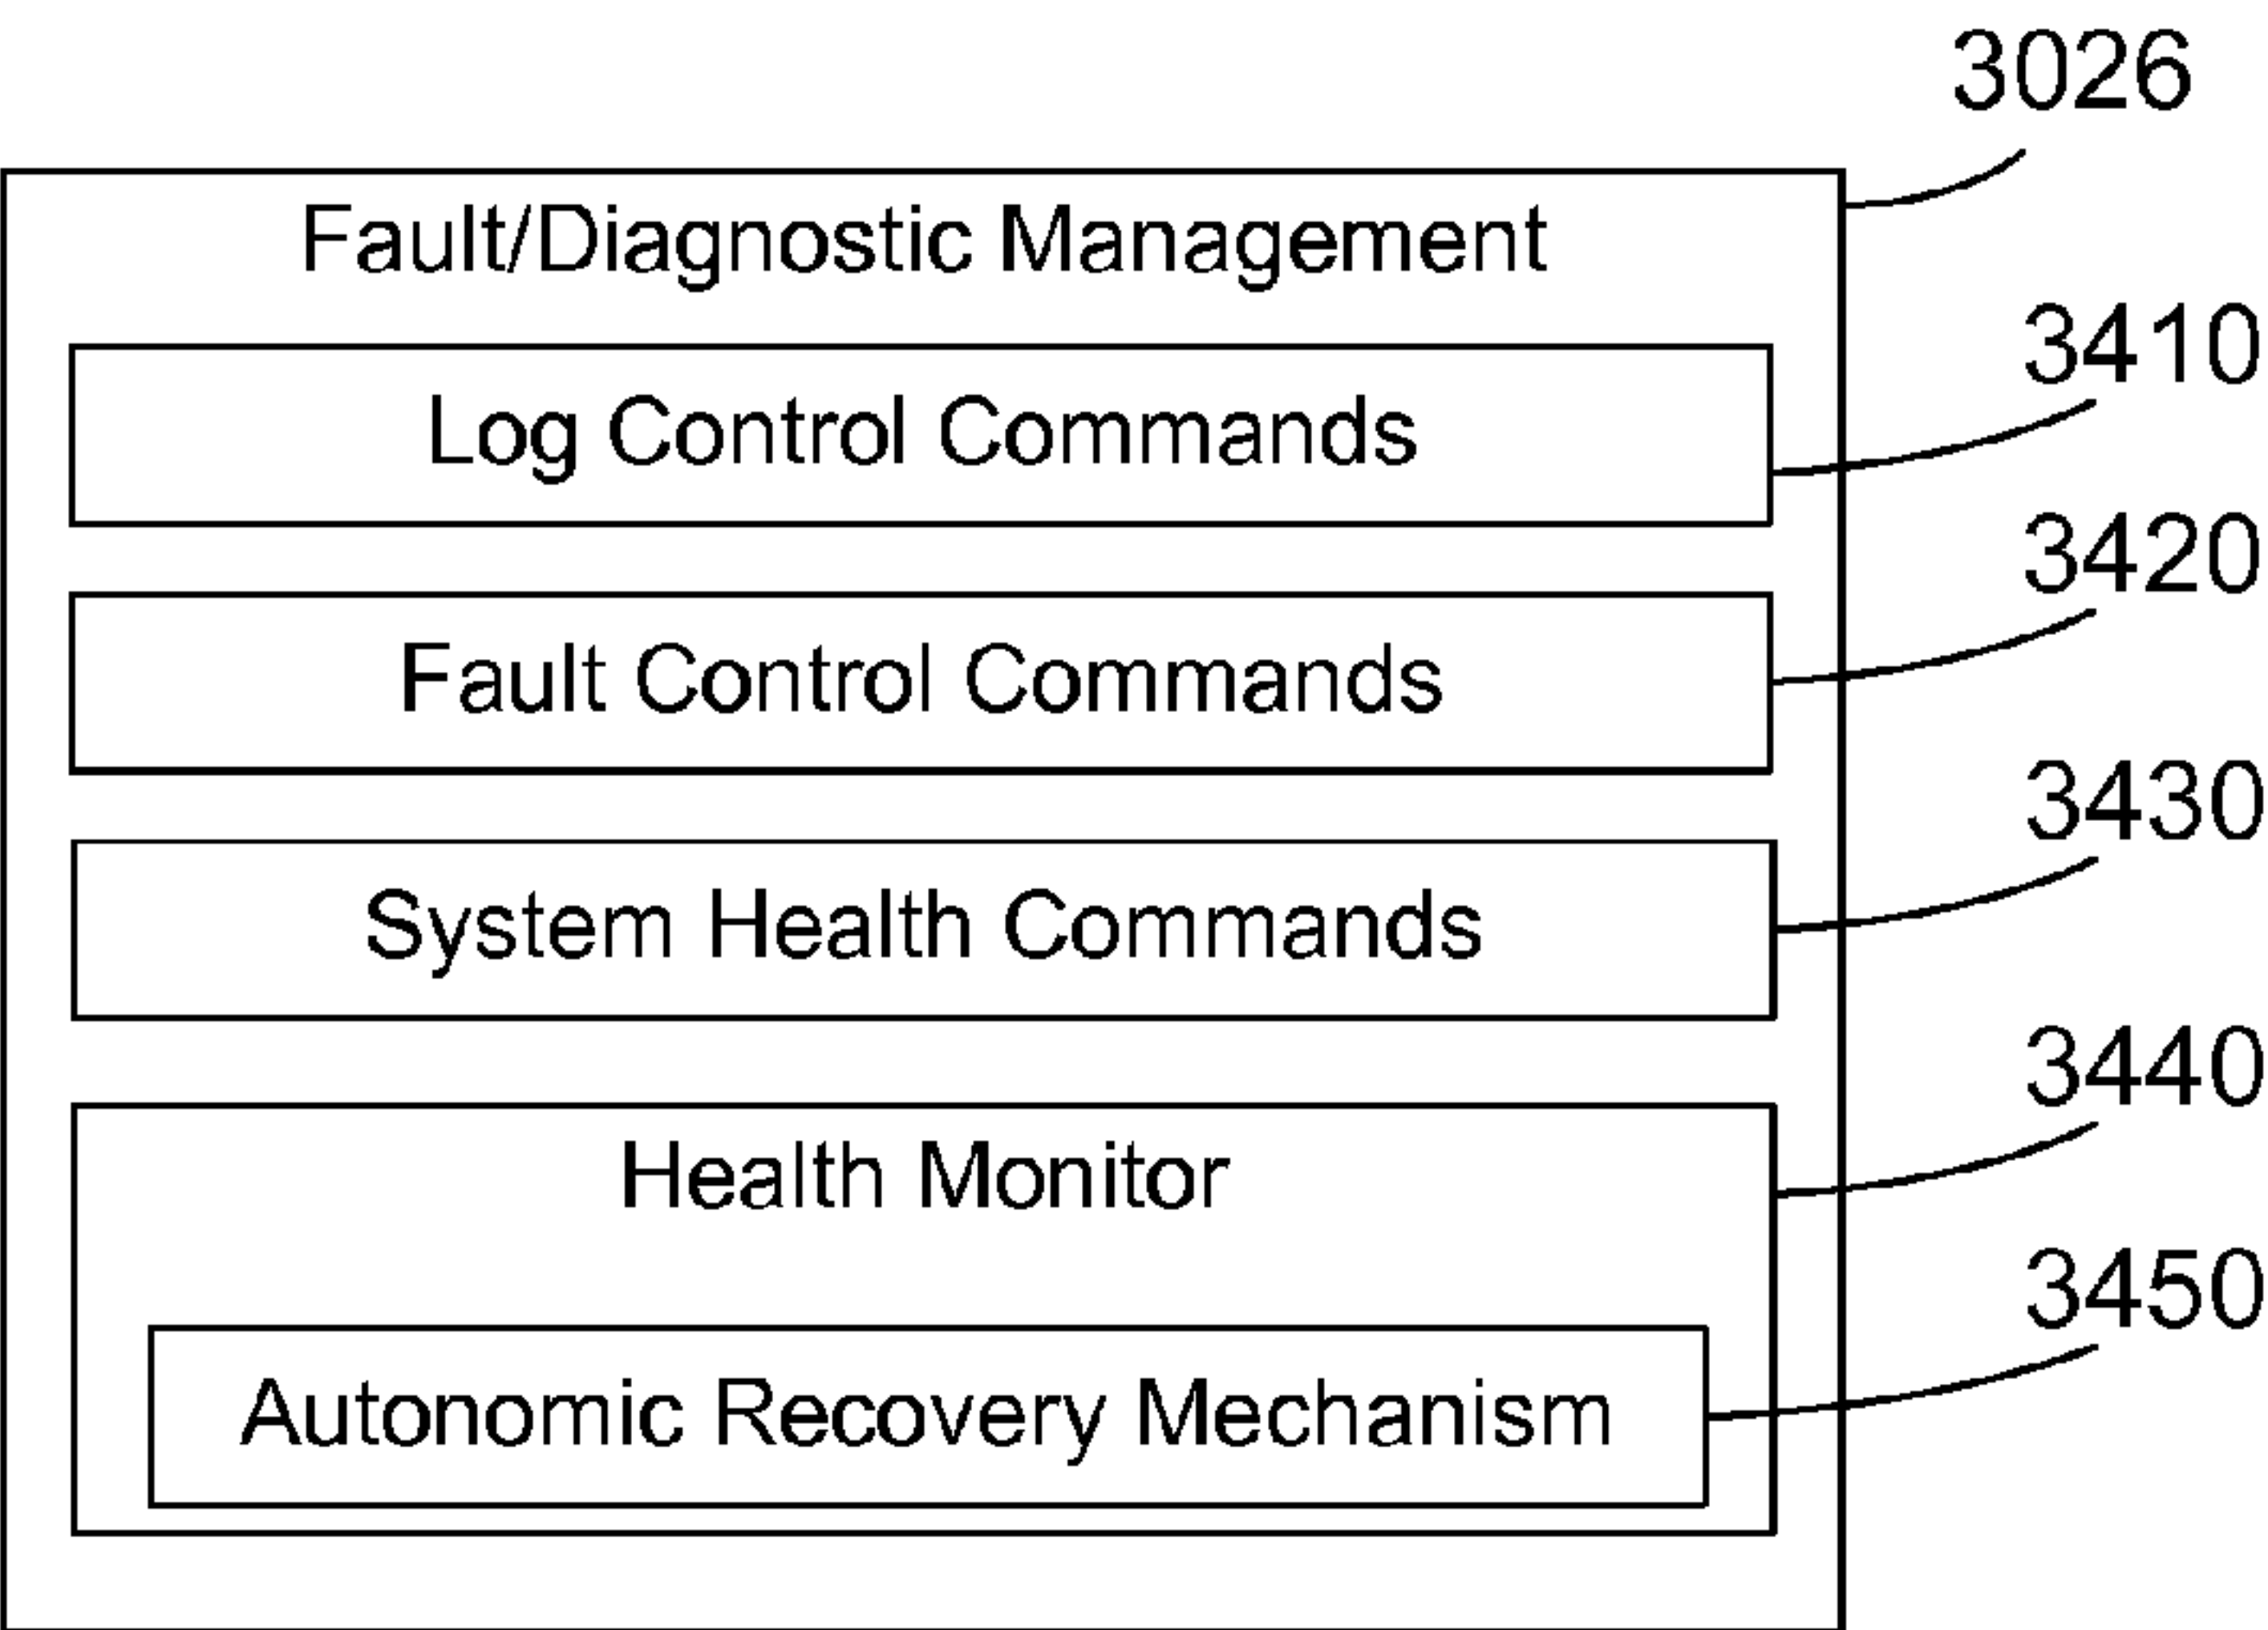 3026
Fault/Diagnostic Management
3410
Log Control Commands
3420
Fault Control Commands
3430
System Health Commands
3440
Health Monitor
3450
Autonomic Recovery Mechanism